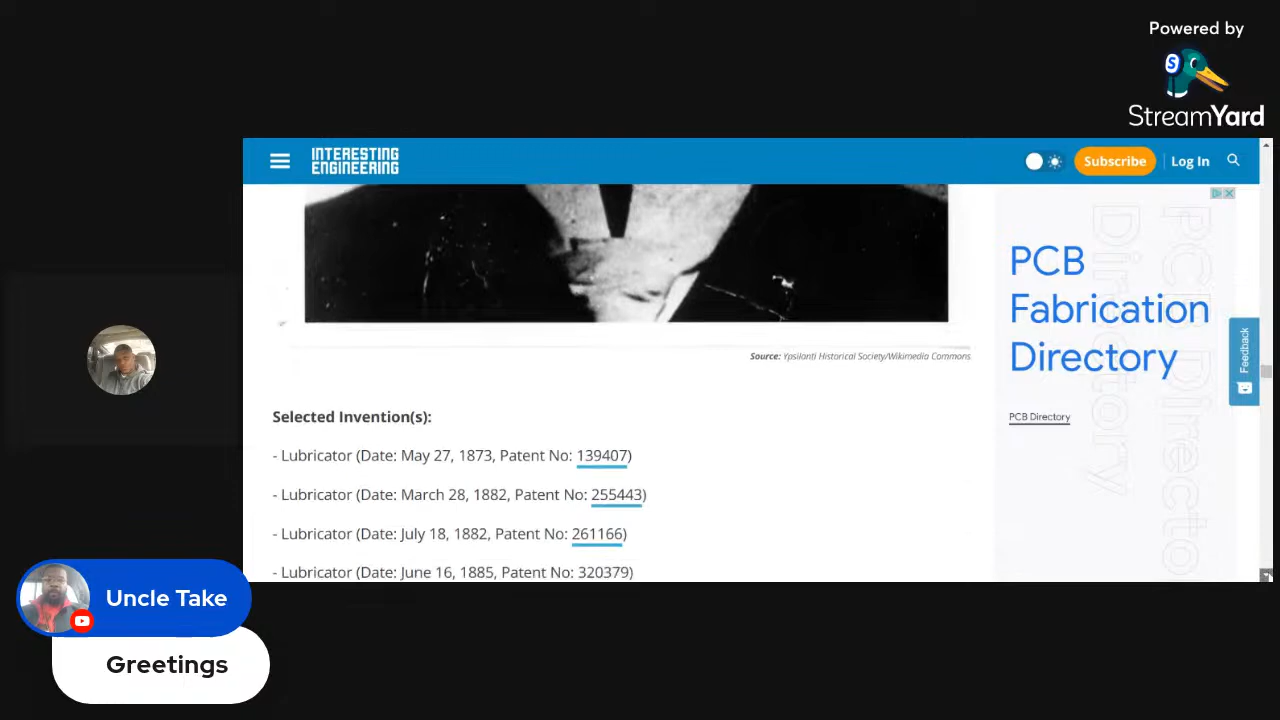 Powered by
StreamYard
INTERESTING
ENGINEERING
Subscribe
Log In
PCB
Fabrication
Directory
PCB Directory
Feedback
Source: Ypsilanti Historical Society/Wikimedia Commons
Selected Invention(s):
- Lubricator (Date: May 27, 1873, Patent No: 139407)
- Lubricator (Date: March 28, 1882, Patent No: 255443)
- Lubricator (Date: July 18, 1882, Patent No: 261166)
- Lubricator (Date: June 16, 1885, Patent No: 320379)
Uncle Take
Greetings